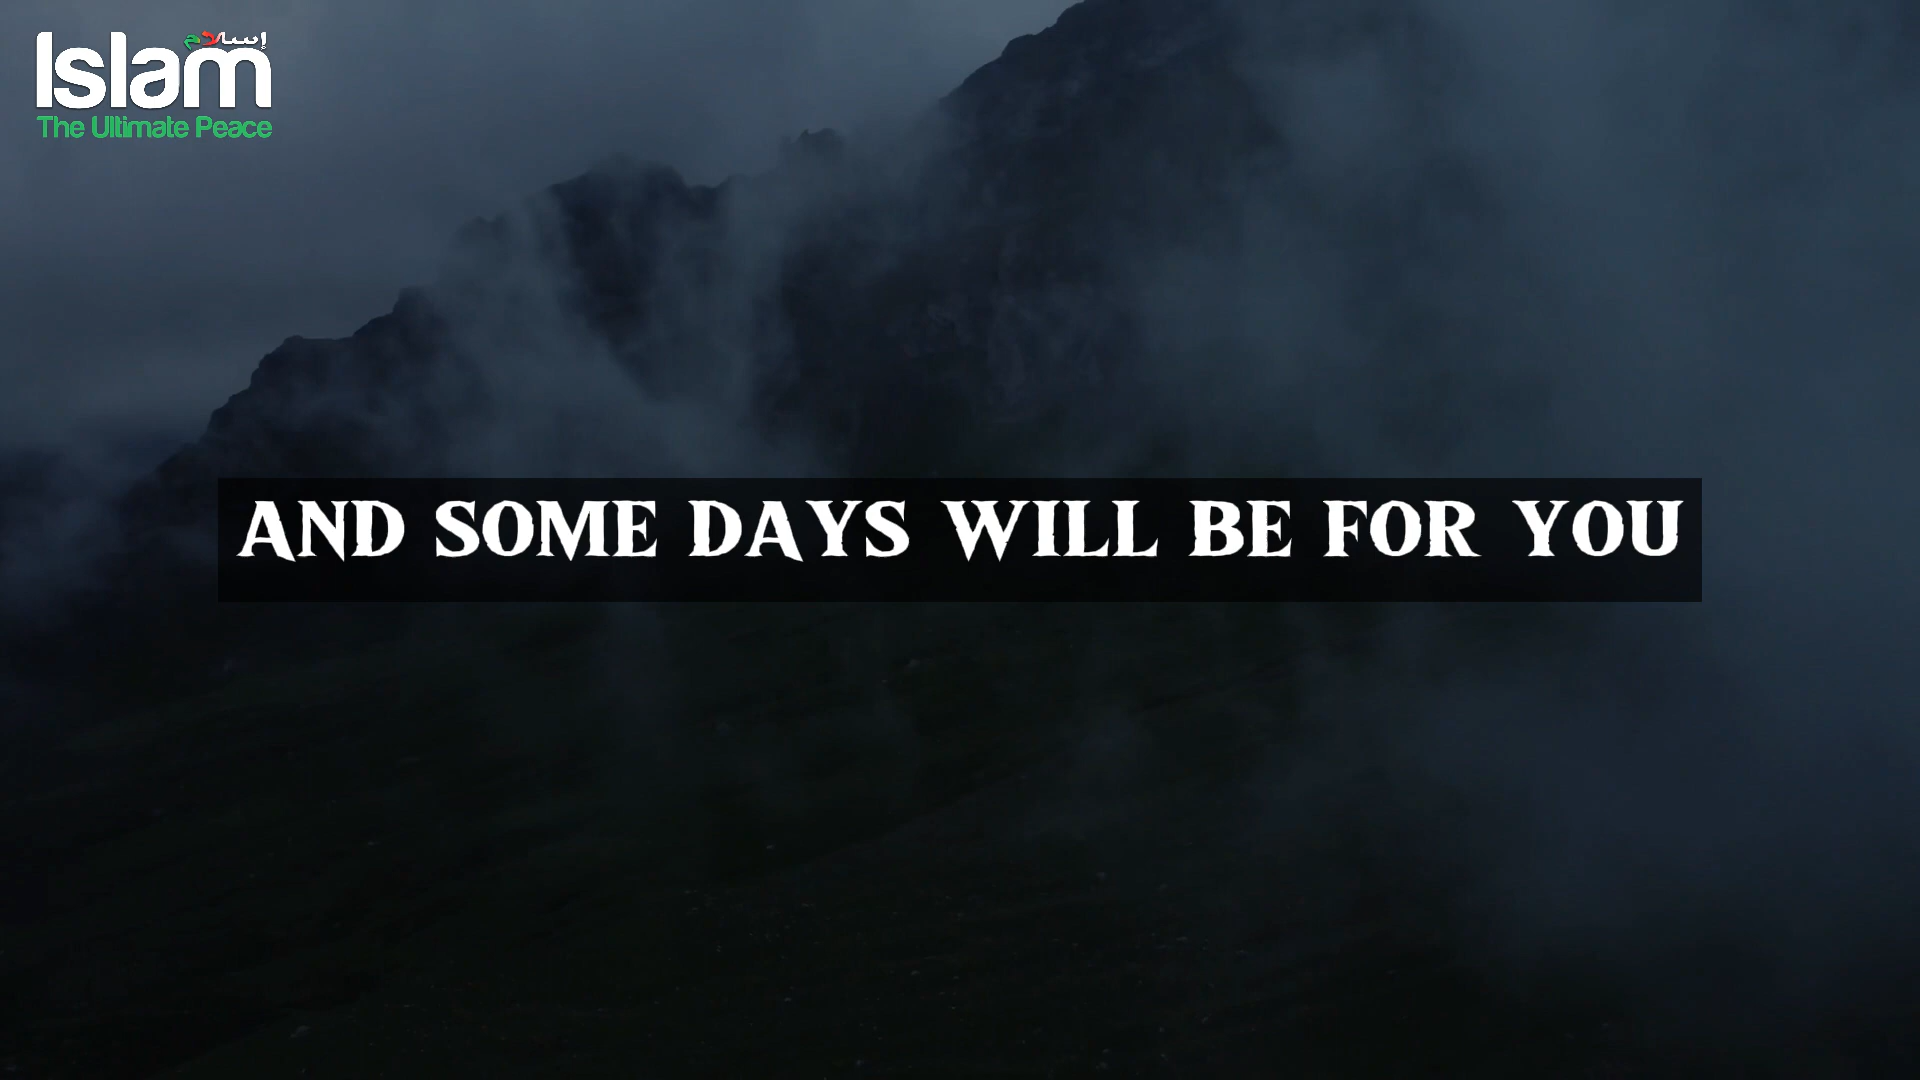 إسلام
Islam
The Ultimate Peace
AND SOME DAYS WILL BE FOR YOU